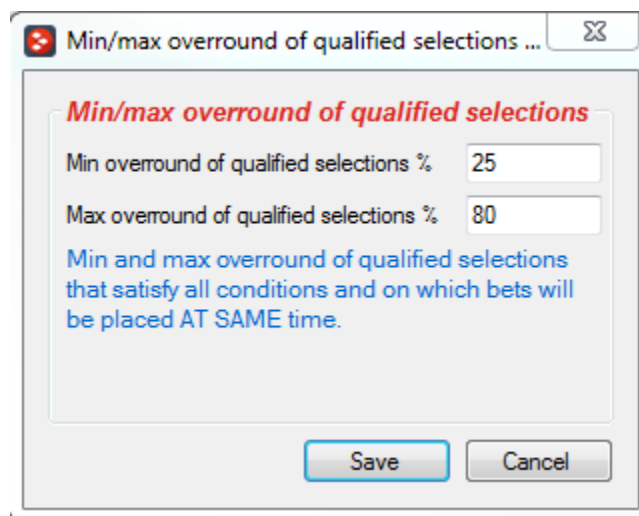 Min/max overround of qualified selections ...
Min/max overround of qualified selections
Min overround of qualified selections % 25
Max overround of qualified selections % 80
Min and max overround of qualified selections
that satisfy all conditions and on which bets will
be placed AT SAME time.
Save Cancel